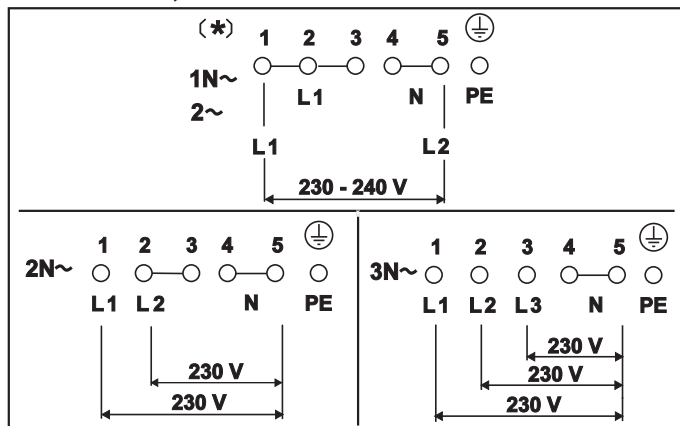 (*) 1 2 3 4 5
1N~ L1 N PE
2~
L1 L2
230 - 240 V
1 2 3 4 5
2N~
L1 L2 N PE
230 V
230 V
1 2 3 4 5
3N~
L1 L2 L3 N PE
230 V
230 V
230 V